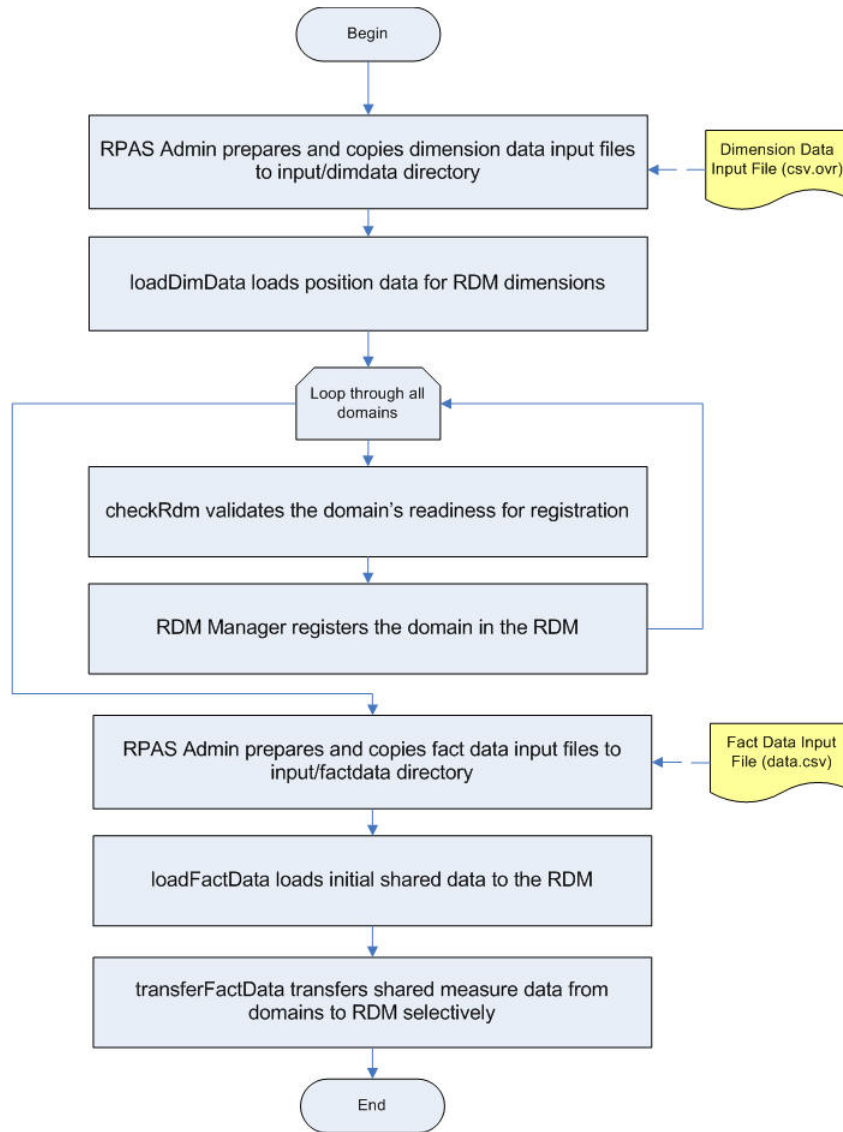 Begin
RPAS Admin prepares and copies dimension data input files
to input/dimdata directory
Dimension Data
Input File (csv.ovr)
loadDimData loads position data for RDM dimensions
Loop through all
domains
checkRdm validates the domain's readiness for registration
RDM Manager registers the domain in the RDM
RPAS Admin prepares and copies fact data input files to
input/factdata directory
Fact Data Input
File (data.csv)
loadFactData loads initial shared data to the RDM
transferFactData transfers shared measure data from
domains to RDM selectively
End